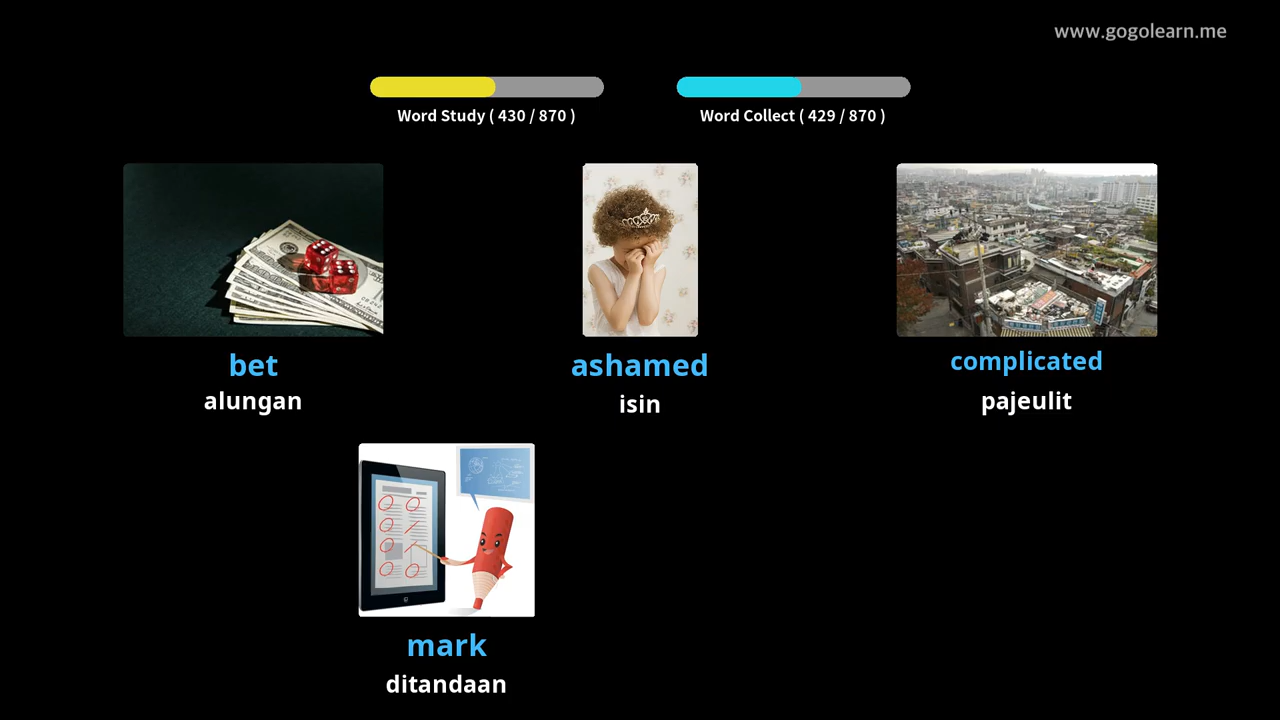 www.gogolearn.me
Word Study ( 430 / 870 )
Word Collect ( 429 / 870 )
bet
alungan
ashamed
isin
complicated
pajeulit
mark
ditandaan